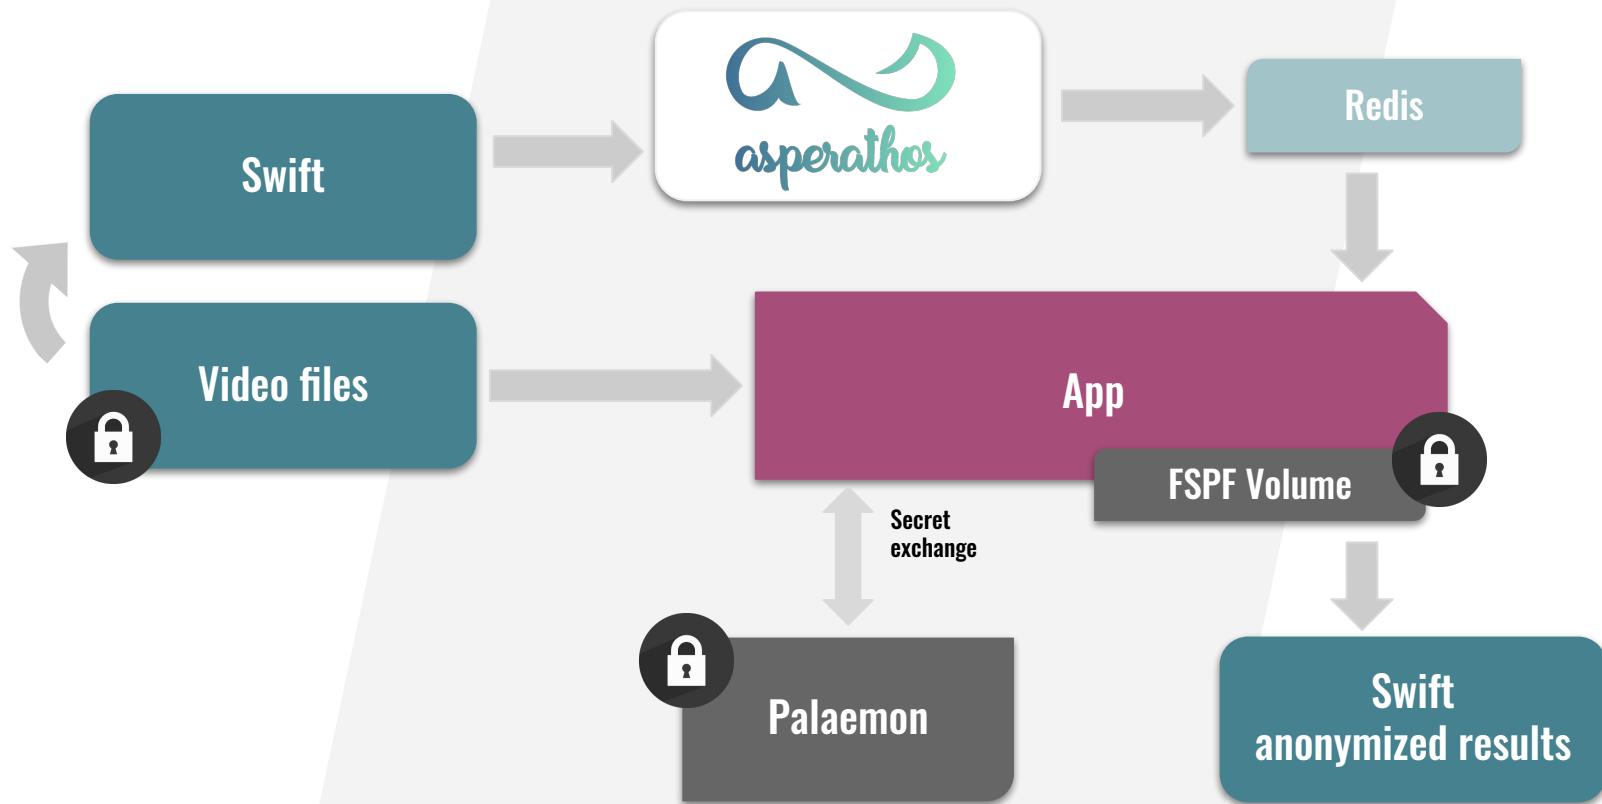 Swift
asperathos
Redis
Video files
App
FSPF Volume
Secret
exchange
Palaemon
Swift
anonymized results